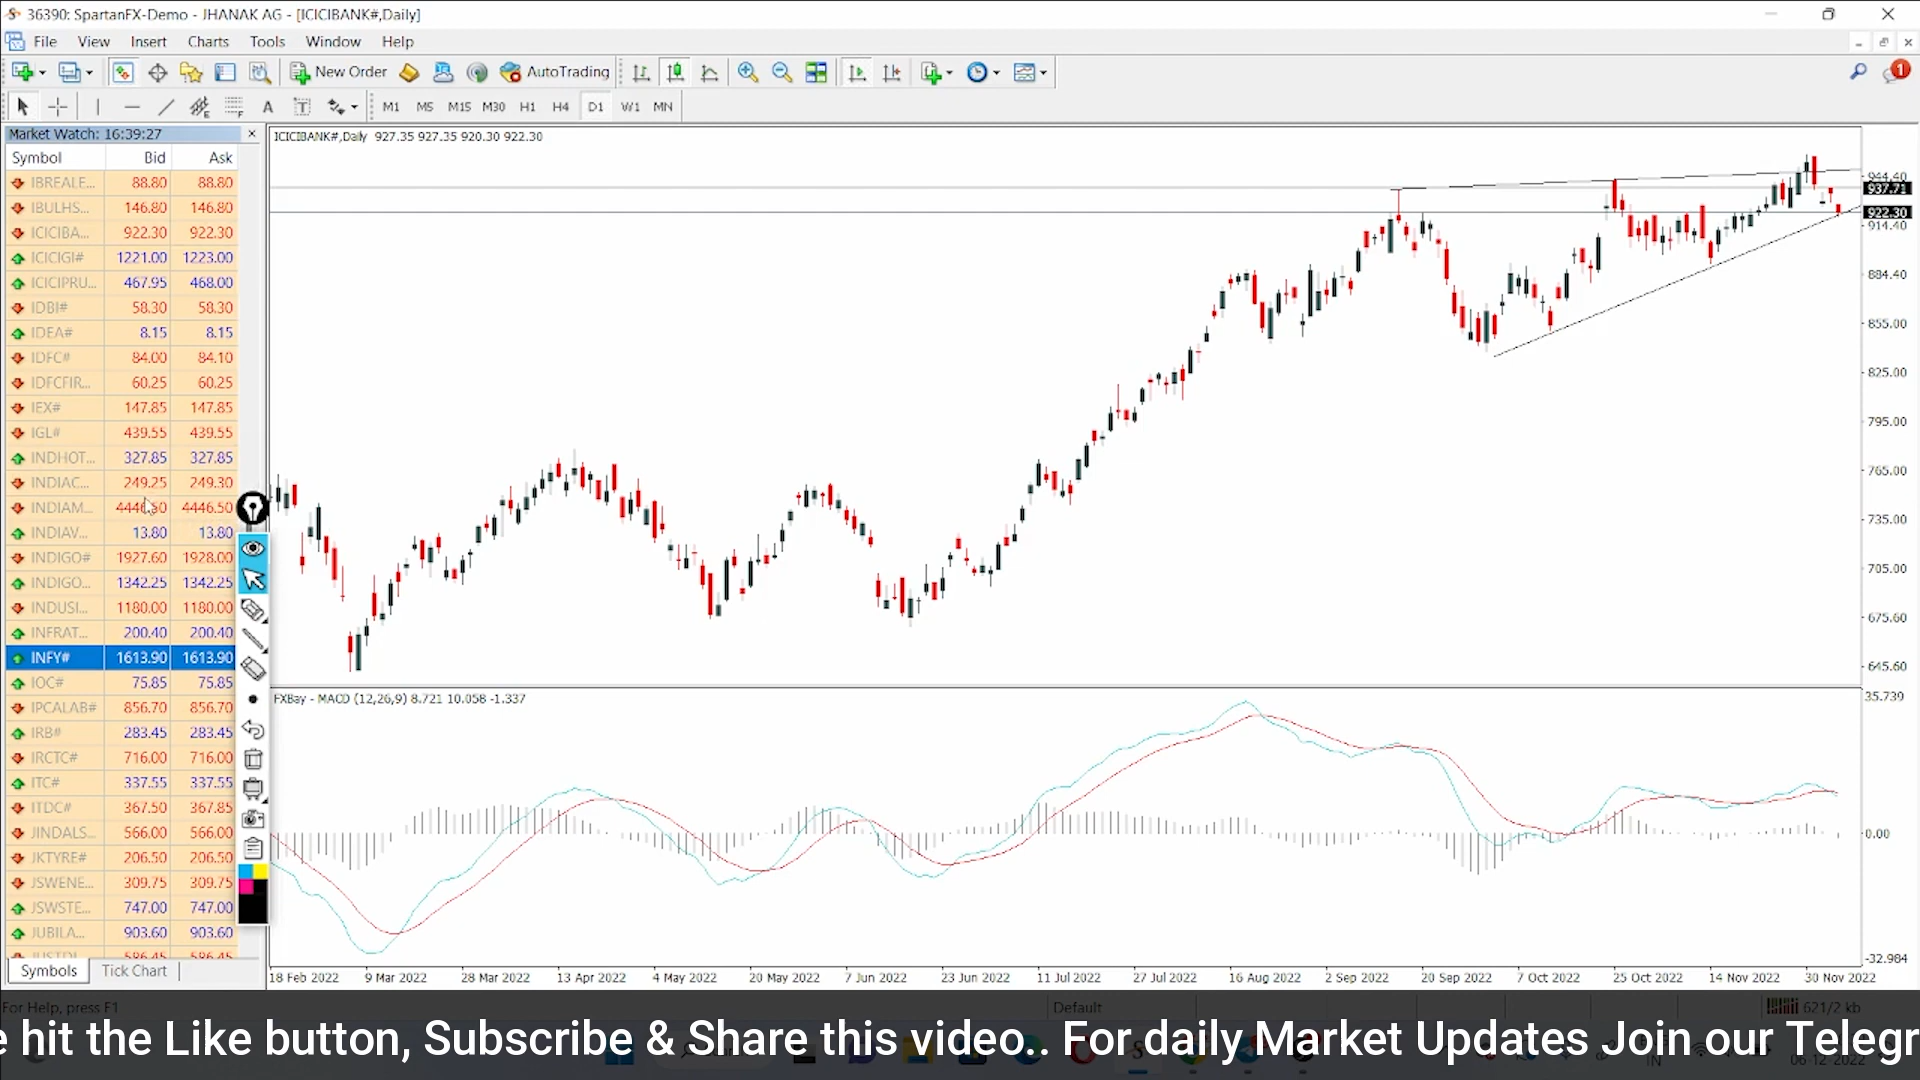 36390: SpartanFX-Demo - JHANAK AG - [ICICIBANK#,Daily]
File View Insert Charts Tools Window Help
New Order AutoTrading
1
A T M1 M5 M15 M30 H1 H4 D1 W1 MN
Market Watch: 16:39:27
Symbol Bid Ask
IBREALE... 88.80 88.80
IBULHS... 146.80 146.80
ICICIBA... 922.30 922.30
ICICIGI# 1221.00 1223.00
ICICIPRU... 467.95 468.00
IDBI# 58.30 58.30
IDEA# 8.15 8.15
IDFC# 84.00 84.10
IDFCFIR... 60.25 60.25
IEX# 147.85 147.85
IGL# 439.55 439.55
INDHOT... 327.85 327.85
INDIAC... 249.25 249.30
INDIAM... 4446.50 4446.50
INDIAV... 13.80 13.80
INDIGO# 1927.60 1928.00
INDIGO... 1342.25 1342.25
INDUSI... 1180.00 1180.00
INFRAT... 200.40 200.40
INFY# 1613.90 1613.90
IOC# 75.85 75.85
IPCALAB# 856.70 856.70
IRB# 283.45 283.45
IRCTC# 716.00 716.00
ITC# 337.55 337.55
ITDC# 367.50 367.85
JINDALS... 566.00 566.00
JKTYRE# 206.50 206.50
JSWENE... 309.75 309.75
JSWSTE... 747.00 747.00
JUBILA... 903.60 903.60
JUSTDI... 586.45 586.45
Symbols Tick Chart
ICICIBANK#,Daily 927.35 927.35 920.30 922.30
944.40
937.71
922.30
914.40
884.40
855.00
825.00
795.00
765.00
735.00
705.00
675.60
645.60
FXBay - MACD (12,26,9) 8.721 10.058 -1.337
35.739
0.00
-32.984
18 Feb 2022 9 Mar 2022 28 Mar 2022 13 Apr 2022 4 May 2022 20 May 2022 7 Jun 2022 23 Jun 2022 11 Jul 2022 27 Jul 2022 16 Aug 2022 2 Sep 2022 20 Sep 2022 7 Oct 2022 25 Oct 2022 14 Nov 2022 30 Nov 2022
For Help, press F1 Default 621/2 kb
e hit the Like button, Subscribe & Share this video.. For daily Market Updates Join our Telegr
IN
06-12-2022